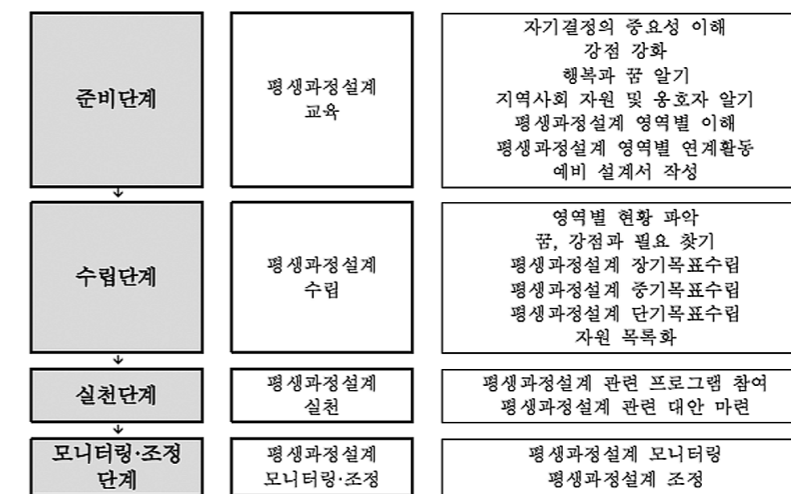 준비단계
평생과정설계
교육
자기결정의 중요성 이해
강점 강화
행복과 꿈 알기
지역사회 자원 및 옹호자 알기
평생과정설계 영역별 이해
평생과정설계 영역별 연계활동
예비 설계서 작성
↓
수립단계
평생과정설계
수립
영역별 현황 파악
꿈, 강점과 필요 찾기
평생과정설계 장기목표수립
평생과정설계 중기목표수립
평생과정설계 단기목표수립
자원 목록화
↓
실천단계
평생과정설계
실천
평생과정설계 관련 프로그램 참여
평생과정설계 관련 대안 마련
↓
모니터링·조정
단계
평생과정설계
모니터링·조정
평생과정설계 모니터링
평생과정설계 조정